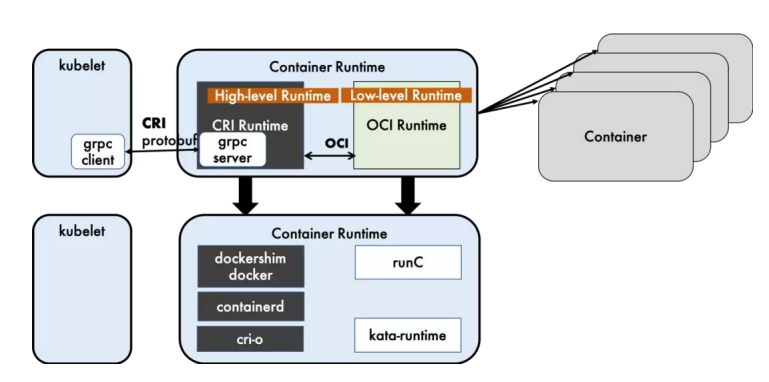 kubelet
Container Runtime
High-level Runtime
Low-level Runtime
CRI
protobuf
CRI Runtime
OCI Runtime
grpc
client
grpc
server
OCI
Container
kubelet
Container Runtime
dockershim
docker
runC
containerd
cri-o
kata-runtime